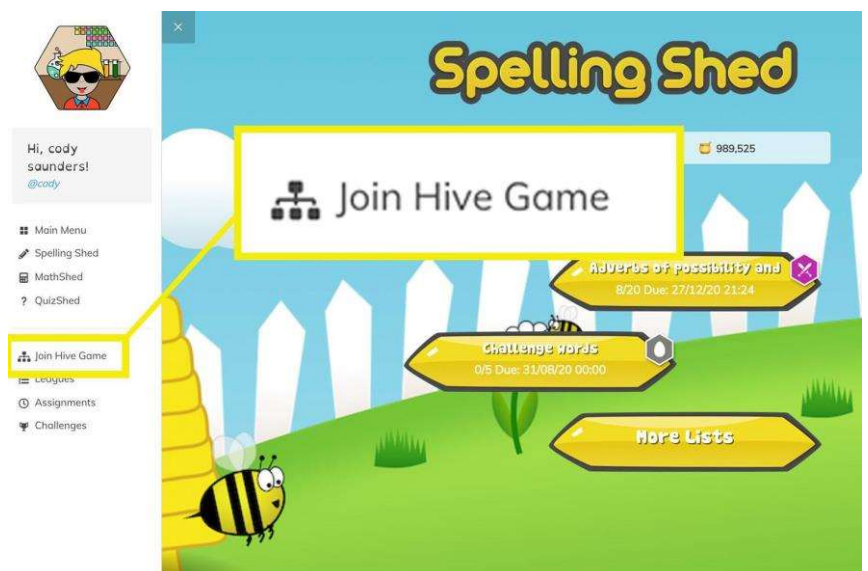 Hi, cody
saunders!
@cody
Main Menu
Spelling Shed
MathShed
? QuizShed
Join Hive Game
Leagues
Assignments
Challenges
×
Spelling Shed
989,525
Join Hive Game
Adverbs of possibility and
8/20 Due: 27/12/20 21:24
Challenge words
0/5 Due: 31/08/20 00:00
More Lists